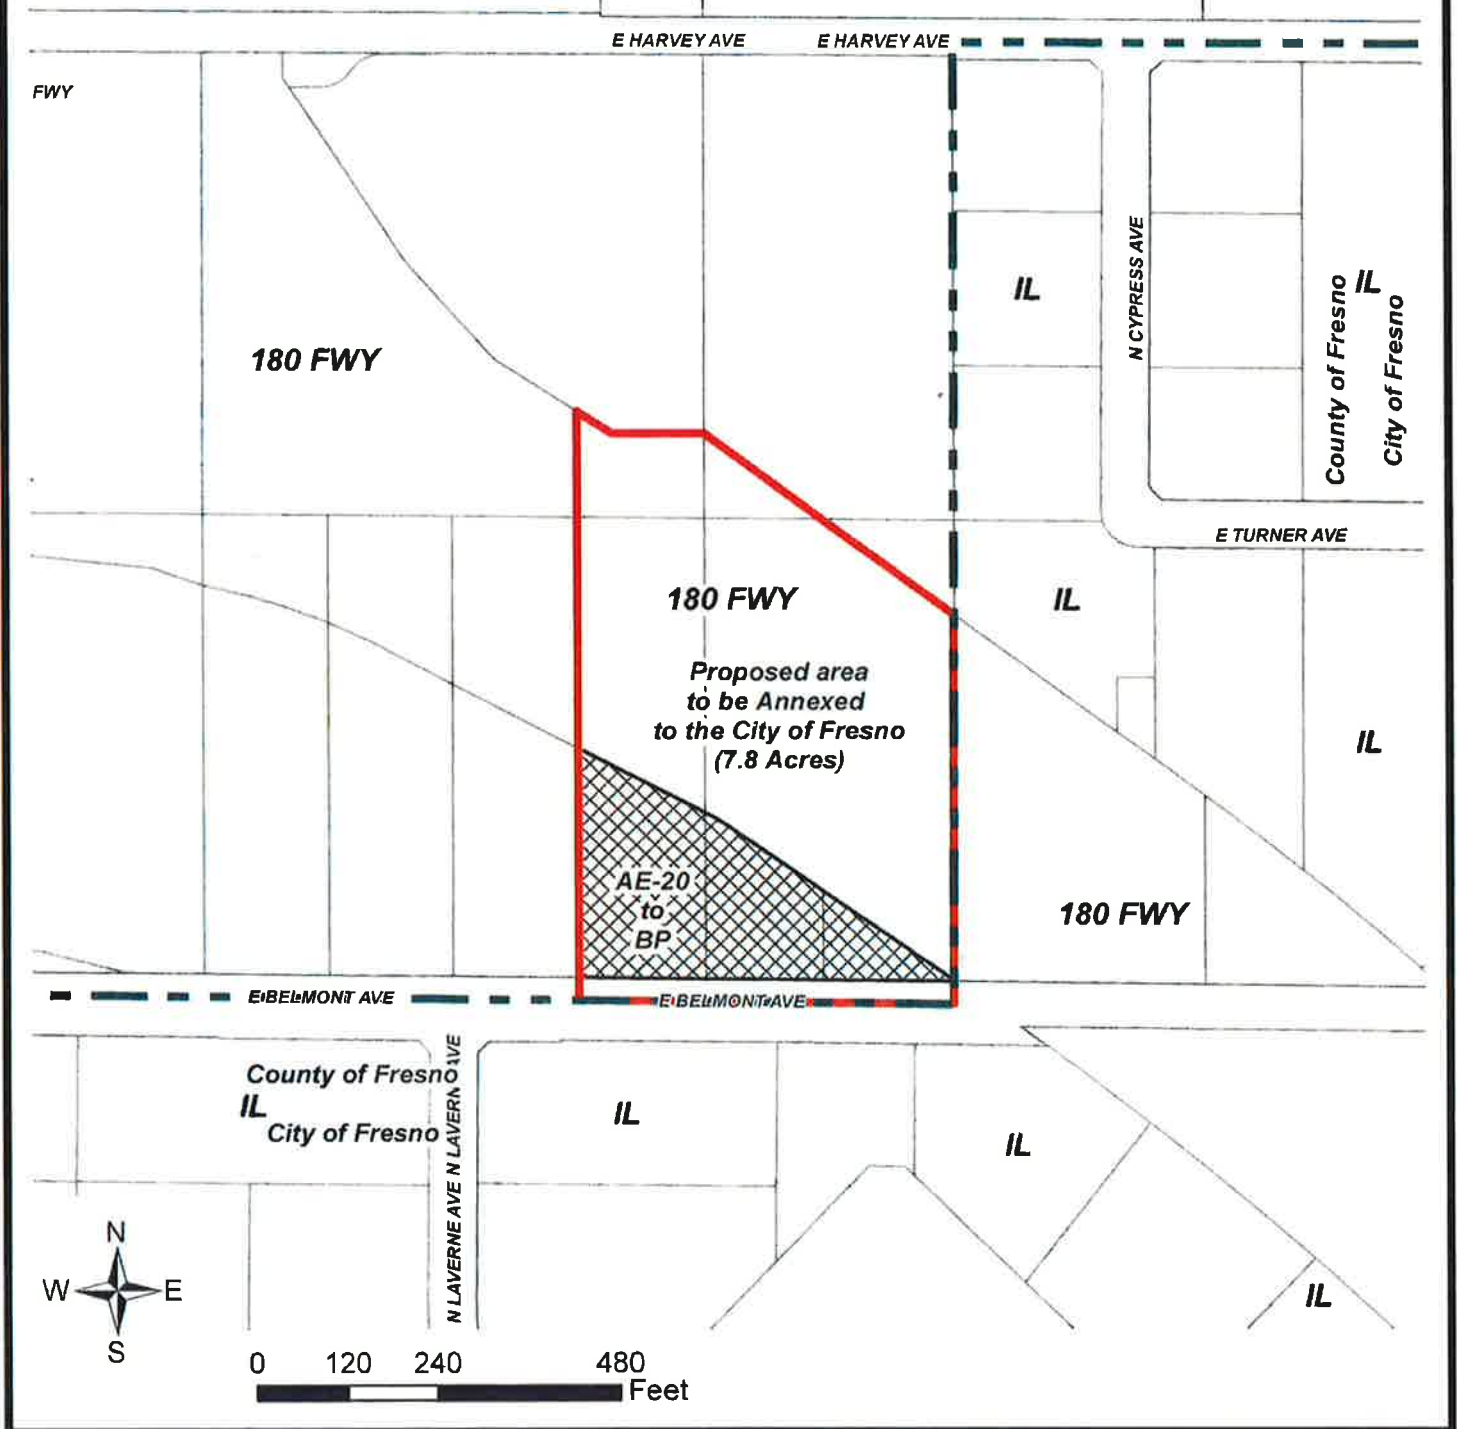 E HARVEY AVE
E HARVEY AVE
FWY
N CYPRESS AVE
IL
IL
County of Fresno
City of Fresno
180 FWY
E TURNER AVE
180 FWY
IL
Proposed area
to be Annexed
to the City of Fresno
(7.8 Acres)
IL
AE-20
to
BP
180 FWY
E BELMONT AVE
E BELMONT AVE
County of Fresno
IL
City of Fresno
N LAVERNE AVE
N LAVERNE AVE
IL
IL
IL
N
W
E
S
0 120 240 480
Feet